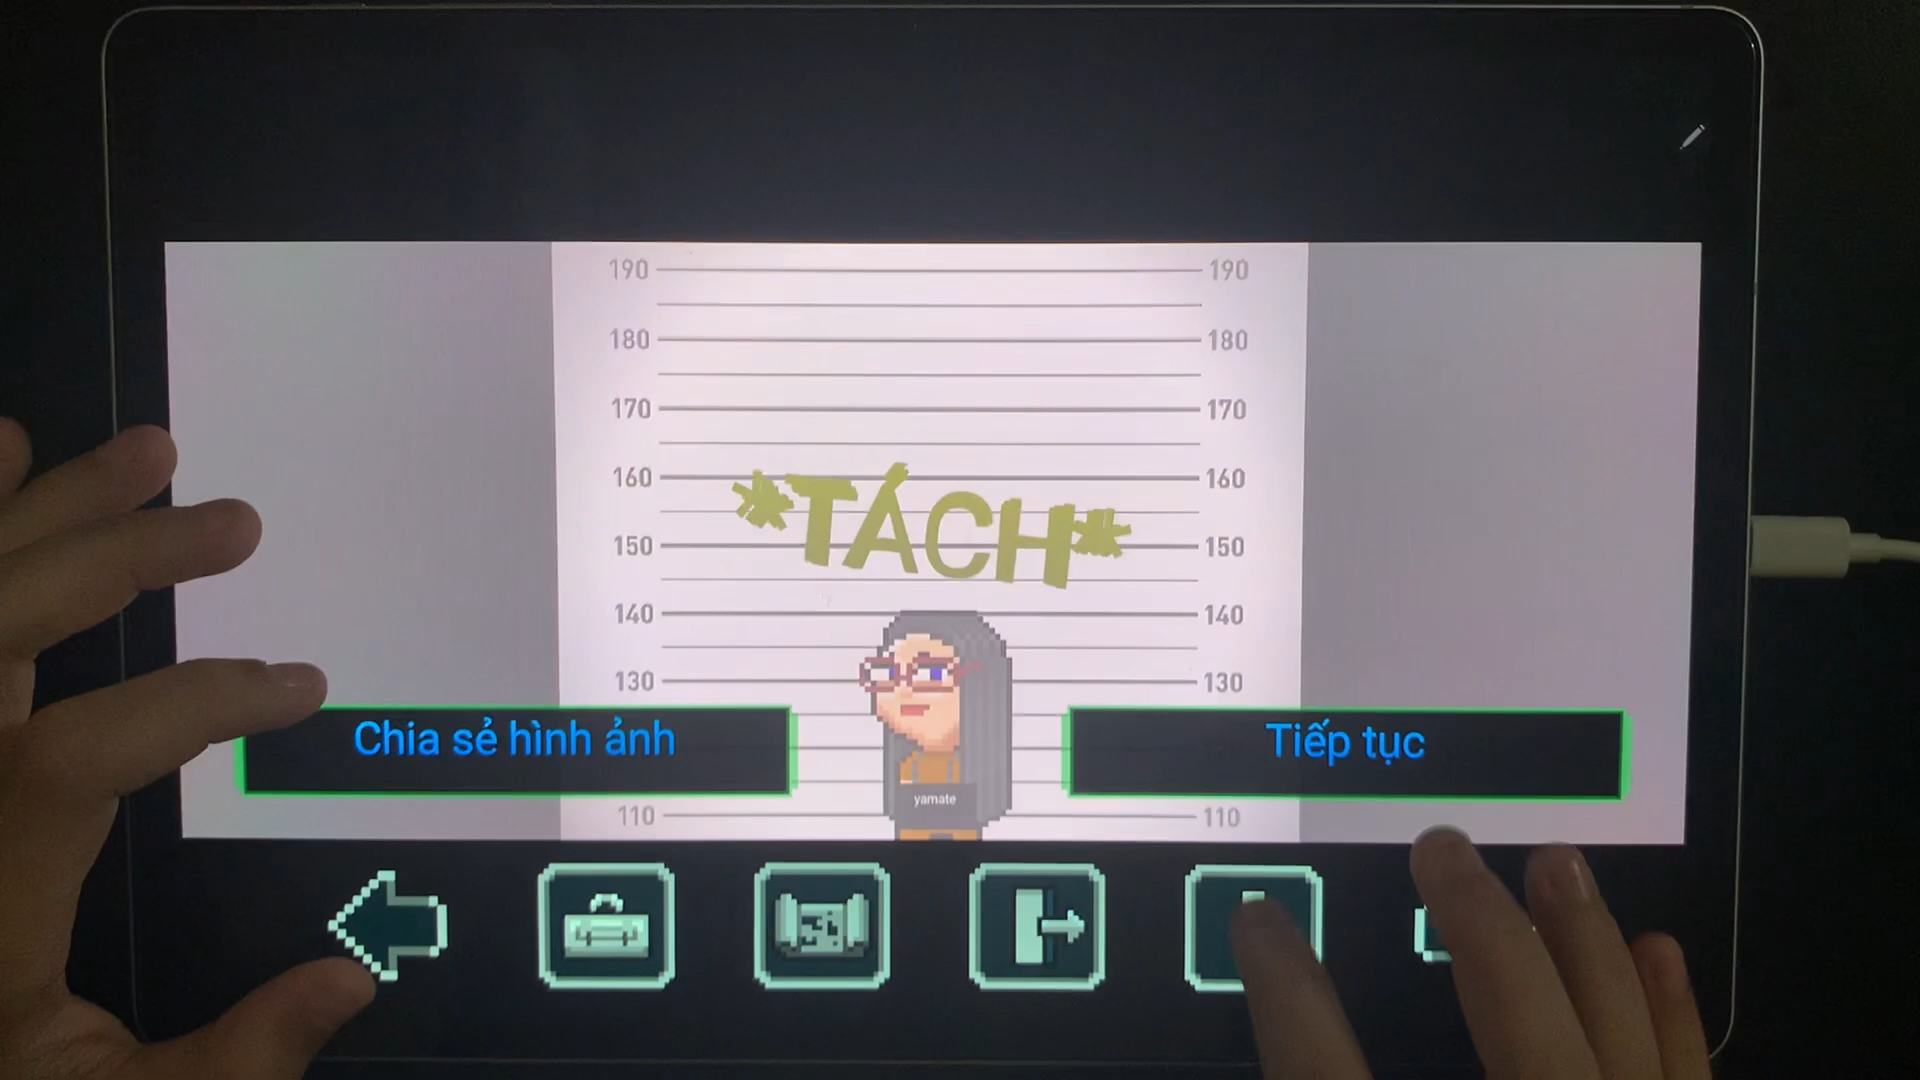 190 190
180 180
170 170
160 160
*TÁCH*
150 150
140 140
130 130
Chia sẻ hình ảnh
Tiếp tục
yamate
110 110